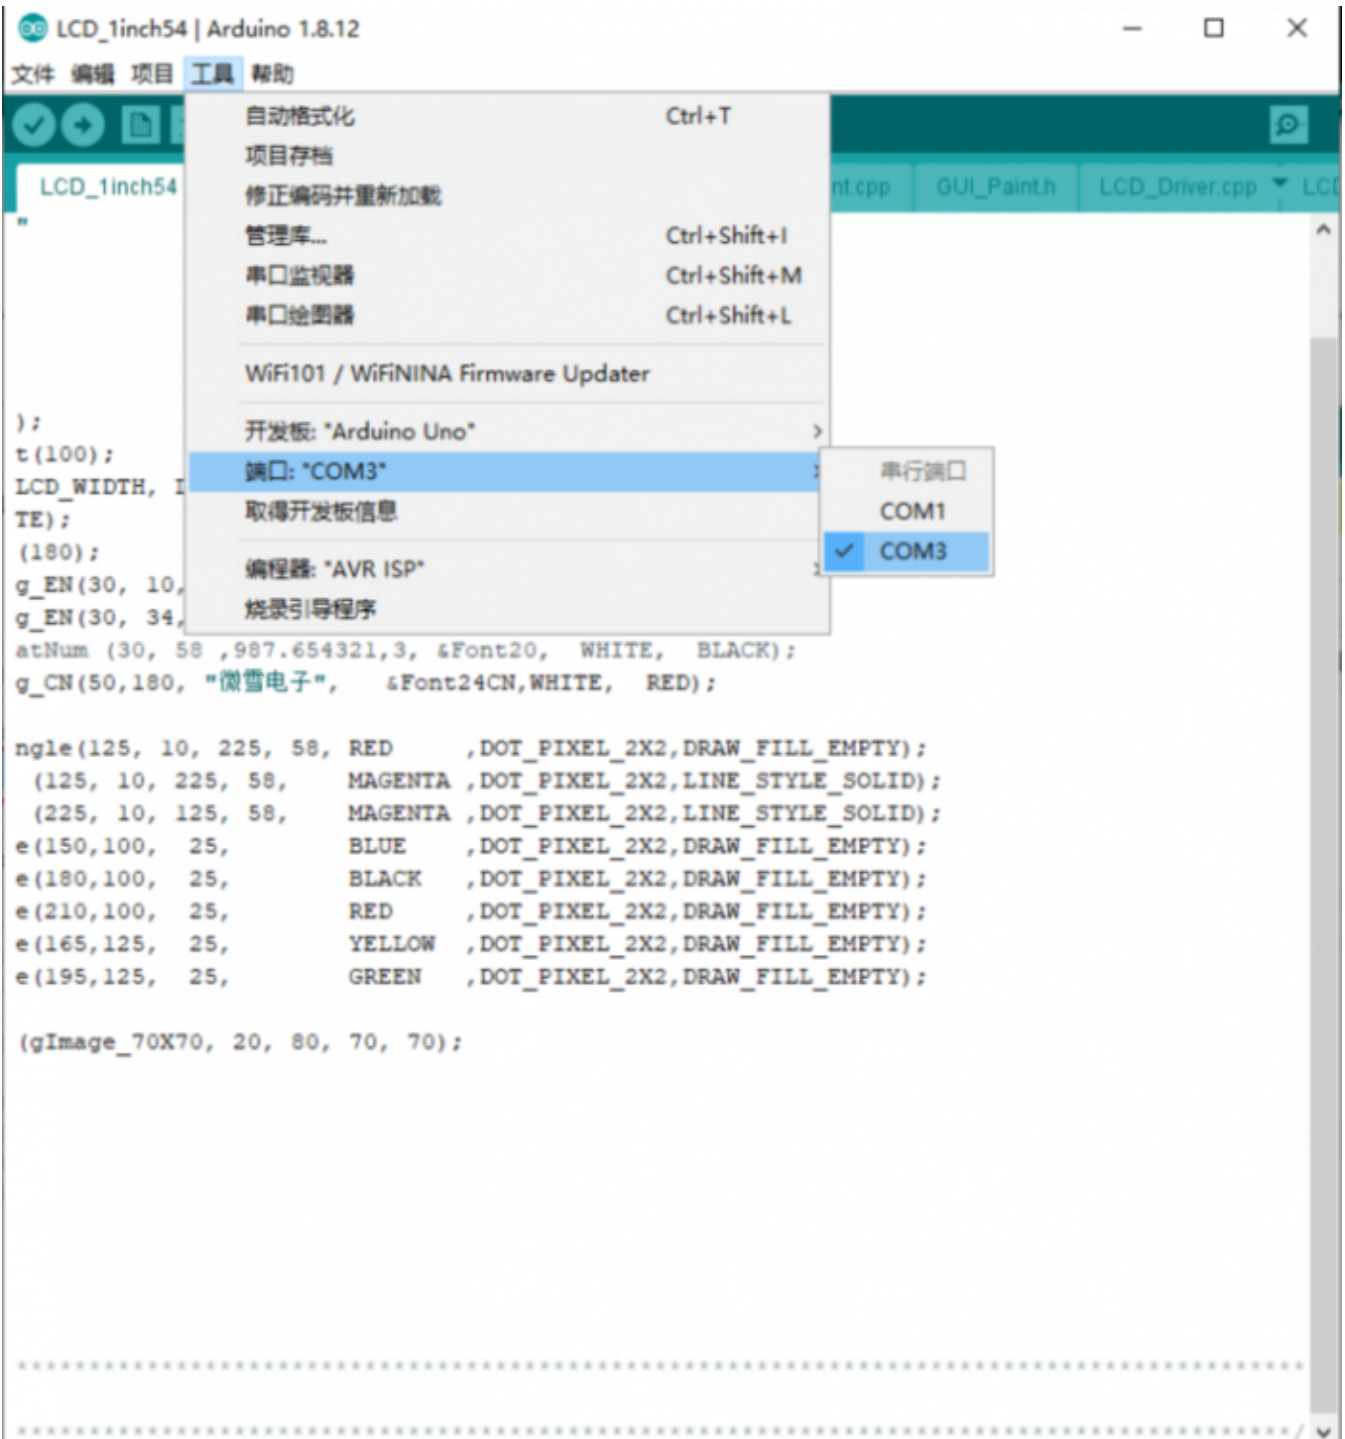 LCD_1inch54 | Arduino 1.8.12
文件 编辑 项目 工具 帮助
自动格式化 Ctrl+T
项目存档
LCD_1inch54 nt.cpp GUI_Paint.h LCD_Driver.cpp LCD
修正编码并重新加载
"
管理库... Ctrl+Shift+I
串口监视器 Ctrl+Shift+M
串口绘图器 Ctrl+Shift+L
WiFi101 / WiFiNINA Firmware Updater
);
开发板: "Arduino Uno"
t(100);
端口: "COM3" 串行端口
LCD_WIDTH,
取得开发板信息 COM1
TE);
(180); COM3
编程器: "AVR ISP"
g_EN(30, 10,
烧录引导程序
g_EN(30, 34,
atNum (30, 58 ,987.654321,3, &Font20, WHITE, BLACK);
g_CN(50,180, "微雪电子", &Font24CN,WHITE, RED);
ngle(125, 10, 225, 58, RED ,DOT_PIXEL_2X2,DRAW_FILL_EMPTY);
(125, 10, 225, 58, MAGENTA ,DOT_PIXEL_2X2,LINE_STYLE_SOLID);
(225, 10, 125, 58, MAGENTA ,DOT_PIXEL_2X2,LINE_STYLE_SOLID);
e(150,100, 25, BLUE ,DOT_PIXEL_2X2,DRAW_FILL_EMPTY);
e(180,100, 25, BLACK ,DOT_PIXEL_2X2,DRAW_FILL_EMPTY);
e(210,100, 25, RED ,DOT_PIXEL_2X2,DRAW_FILL_EMPTY);
e(165,125, 25, YELLOW ,DOT_PIXEL_2X2,DRAW_FILL_EMPTY);
e(195,125, 25, GREEN ,DOT_PIXEL_2X2,DRAW_FILL_EMPTY);
(gImage_70X70, 20, 80, 70, 70);